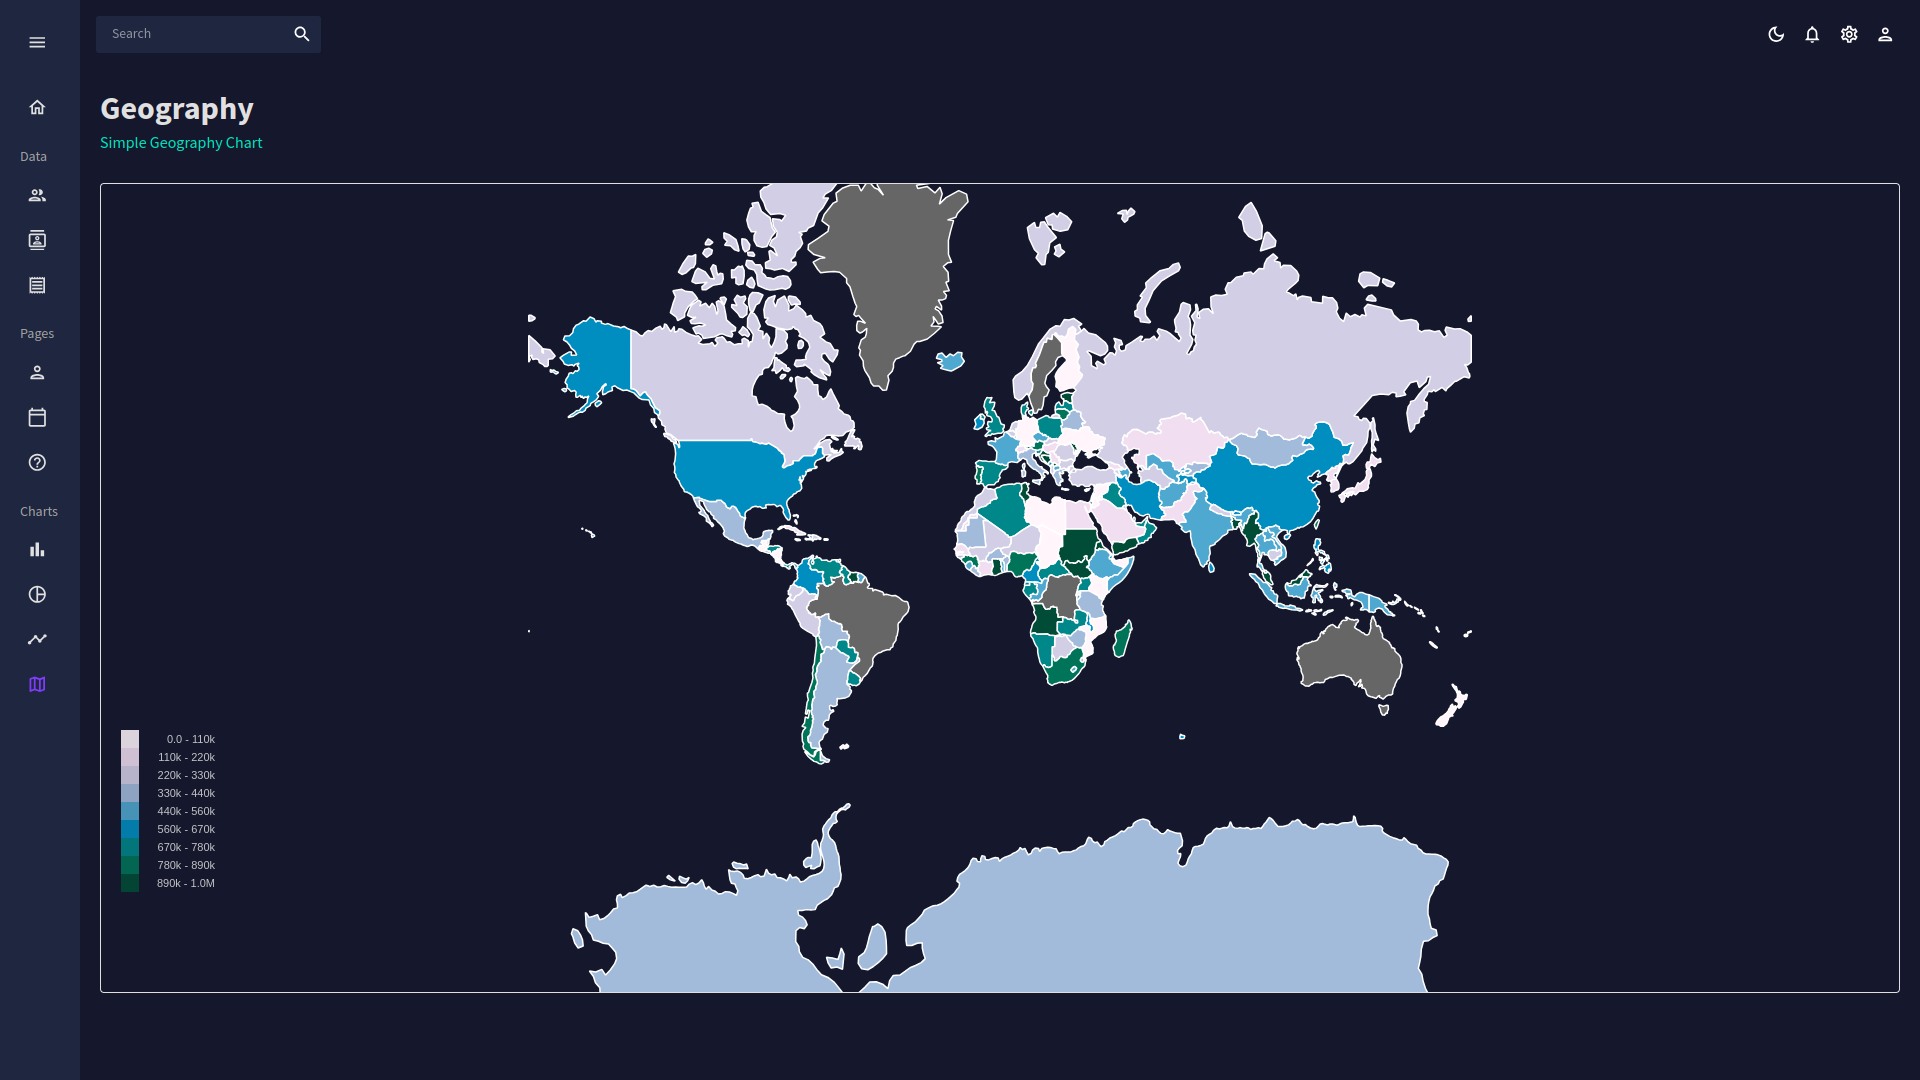 Search
Geography
Simple Geography Chart
Data
Pages
Charts
0.0 - 110k
110k - 220k
220k - 330k
330k - 440k
440k - 560k
560k - 670k
670k - 780k
780k - 890k
890k - 1.0M